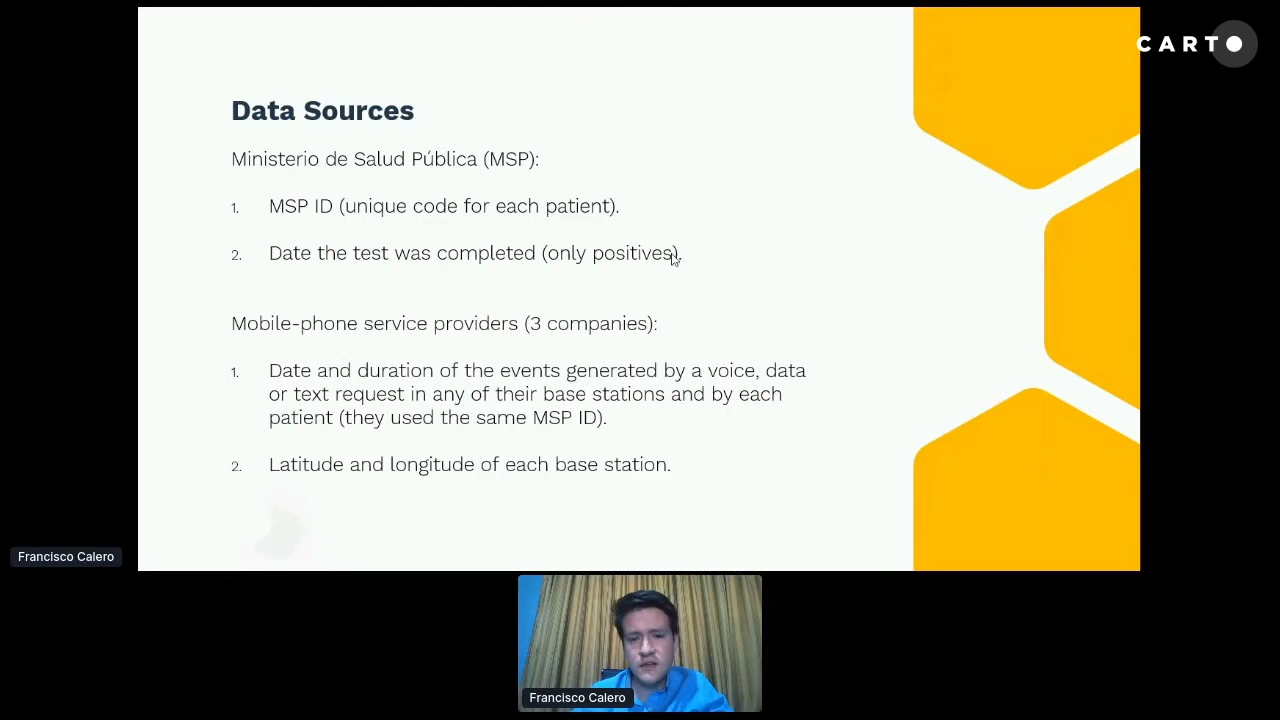 CARTO
Data Sources
Ministerio de Salud Pública (MSP):
1. MSP ID (unique code for each patient).
2. Date the test was completed (only positives).
Mobile-phone service providers (3 companies):
1. Date and duration of the events generated by a voice, data
or text request in any of their base stations and by each
patient (they used the same MSP ID).
2. Latitude and longitude of each base station.
Francisco Calero
Francisco Calero